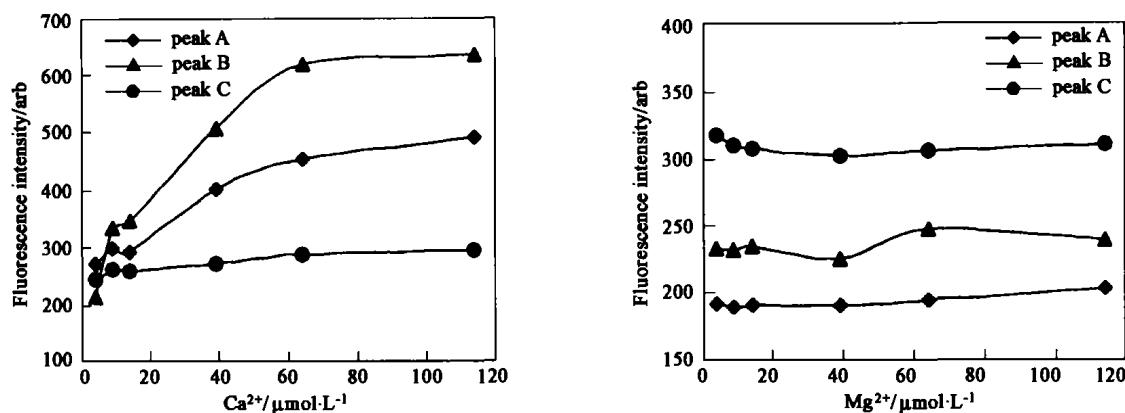 700
600
500
400
300
200
100
Fluorescence intensity/arb
peak A
peak B
peak C
0 20 40 60 80 100 120
Ca²⁺/μmol·L⁻¹
400
350
300
250
200
150
Fluorescence intensity/arb
peak A
peak B
peak C
0 20 40 60 80 100 120
Mg²⁺/μmol·L⁻¹